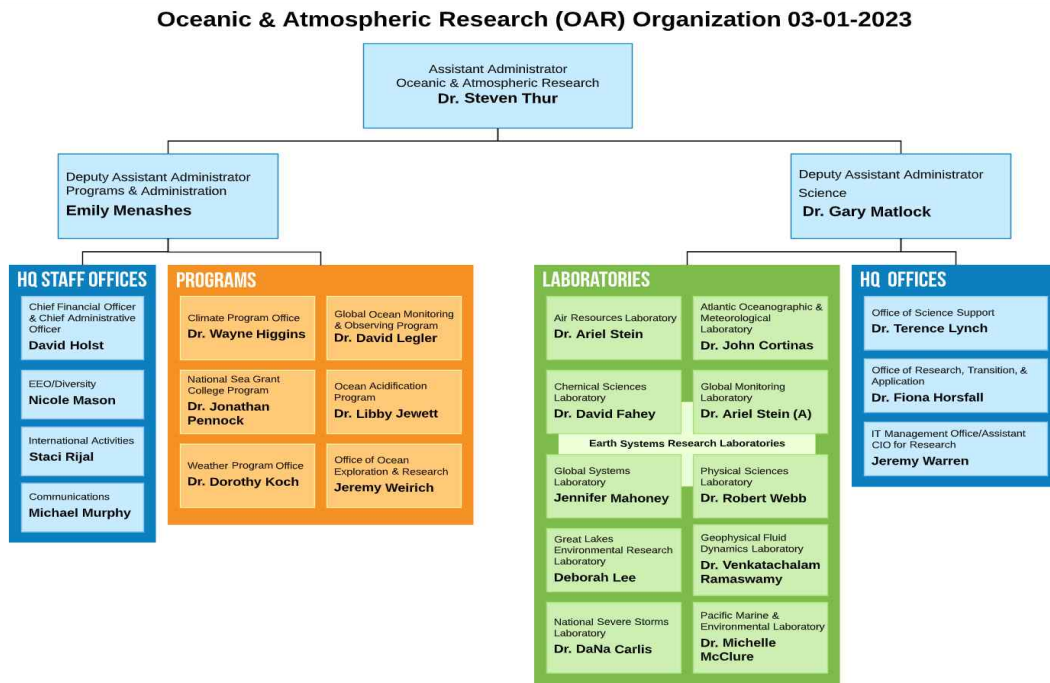 Oceanic & Atmospheric Research (OAR) Organization 03-01-2023
Assistant Administrator
Oceanic & Atmospheric Research
Dr. Steven Thur
Deputy Assistant Administrator
Programs & Administration
Emily Menashes
Deputy Assistant Administrator
Science
Dr. Gary Matlock
HQ STAFF OFFICES
Chief Financial Officer
& Chief Administrative
Officer
David Holst
EEO/Diversity
Nicole Mason
International Activities
Staci Rijal
Communications
Michael Murphy
PROGRAMS
Climate Program Office
Dr. Wayne Higgins
Global Ocean Monitoring
& Observing Program
Dr. David Legler
National Sea Grant
College Program
Dr. Jonathan
Pennock
Ocean Acidification
Program
Dr. Libby Jewett
Weather Program Office
Dr. Dorothy Koch
Office of Ocean
Exploration & Research
Jeremy Weirich
LABORATORIES
Air Resources Laboratory
Dr. Ariel Stein
Atlantic Oceanographic &
Meteorological
Laboratory
Dr. John Cortinas
Chemical Sciences
Laboratory
Dr. David Fahey
Global Monitoring
Laboratory
Dr. Ariel Stein (A)
Earth Systems Research Laboratories
Global Systems
Laboratory
Jennifer Mahoney
Physical Sciences
Laboratory
Dr. Robert Webb
Great Lakes
Environmental Research
Laboratory
Deborah Lee
Geophysical Fluid
Dynamics Laboratory
Dr. Venkatachalam
Ramaswamy
National Severe Storms
Laboratory
Dr. DaNa Carlis
Pacific Marine &
Environmental Laboratory
Dr. Michelle
McClure
HQ OFFICES
Office of Science Support
Dr. Terence Lynch
Office of Research, Transition, &
Application
Dr. Fiona Horsfall
IT Management Office/Assistant
CIO for Research
Jeremy Warren